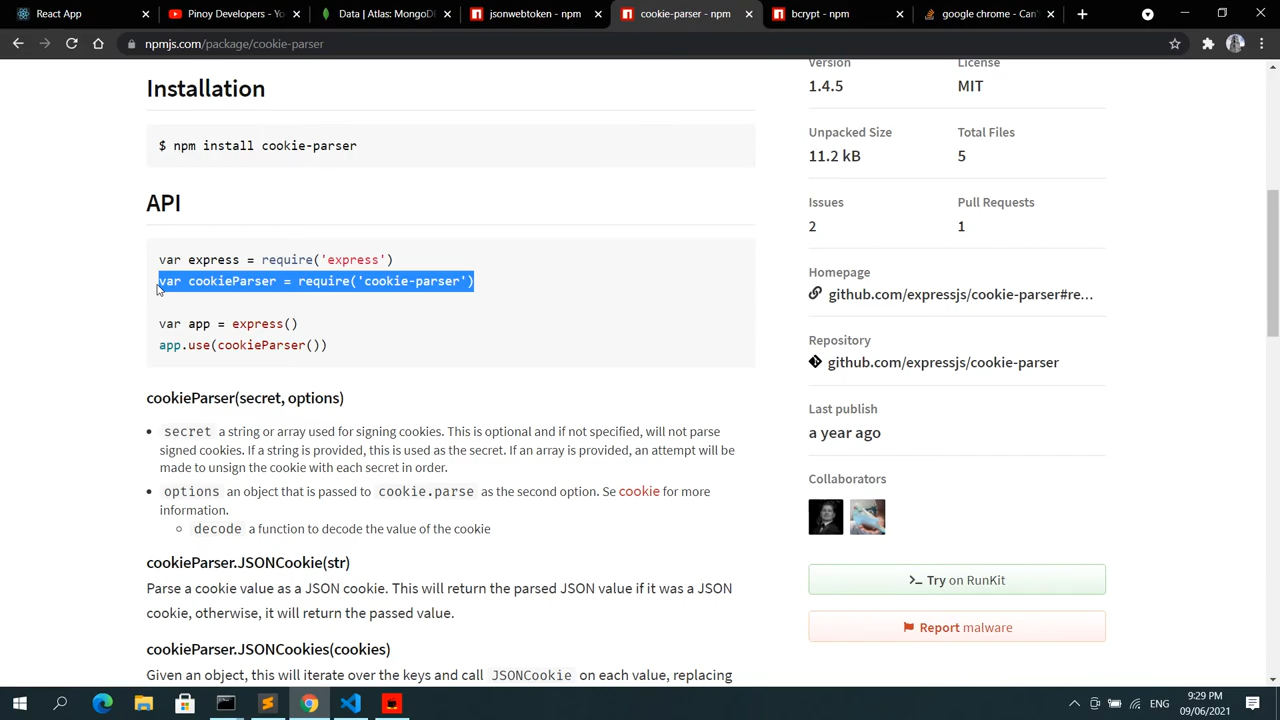 React App
Pinoy Developers - Yo
Data | Atlas: MongoD
jsonwebtoken - npm
cookie-parser - npm
bcrypt - npm
google chrome - Can'
npmjs.com/package/cookie-parser
Installation
$ npm install cookie-parser
API
var express = require('express')
var cookieParser = require('cookie-parser')
var app = express()
app.use(cookieParser())
cookieParser(secret, options)
secret a string or array used for signing cookies. This is optional and if not specified, will not parse
signed cookies. If a string is provided, this is used as the secret. If an array is provided, an attempt will be
made to unsign the cookie with each secret in order.
options an object that is passed to cookie.parse as the second option. Se cookie for more
information.
decode a function to decode the value of the cookie
cookieParser.JSONCookie(str)
Parse a cookie value as a JSON cookie. This will return the parsed JSON value if it was a JSON
cookie, otherwise, it will return the passed value.
cookieParser.JSONCookies(cookies)
Given an object, this will iterate over the keys and call JSONCookie on each value, replacing
Version
License
1.4.5
MIT
Unpacked Size
Total Files
11.2 kB
5
Issues
Pull Requests
2
1
Homepage
github.com/expressjs/cookie-parser#re...
Repository
github.com/expressjs/cookie-parser
Last publish
a year ago
Collaborators
Try on RunKit
Report malware
ENG
9:29 PM
09/06/2021